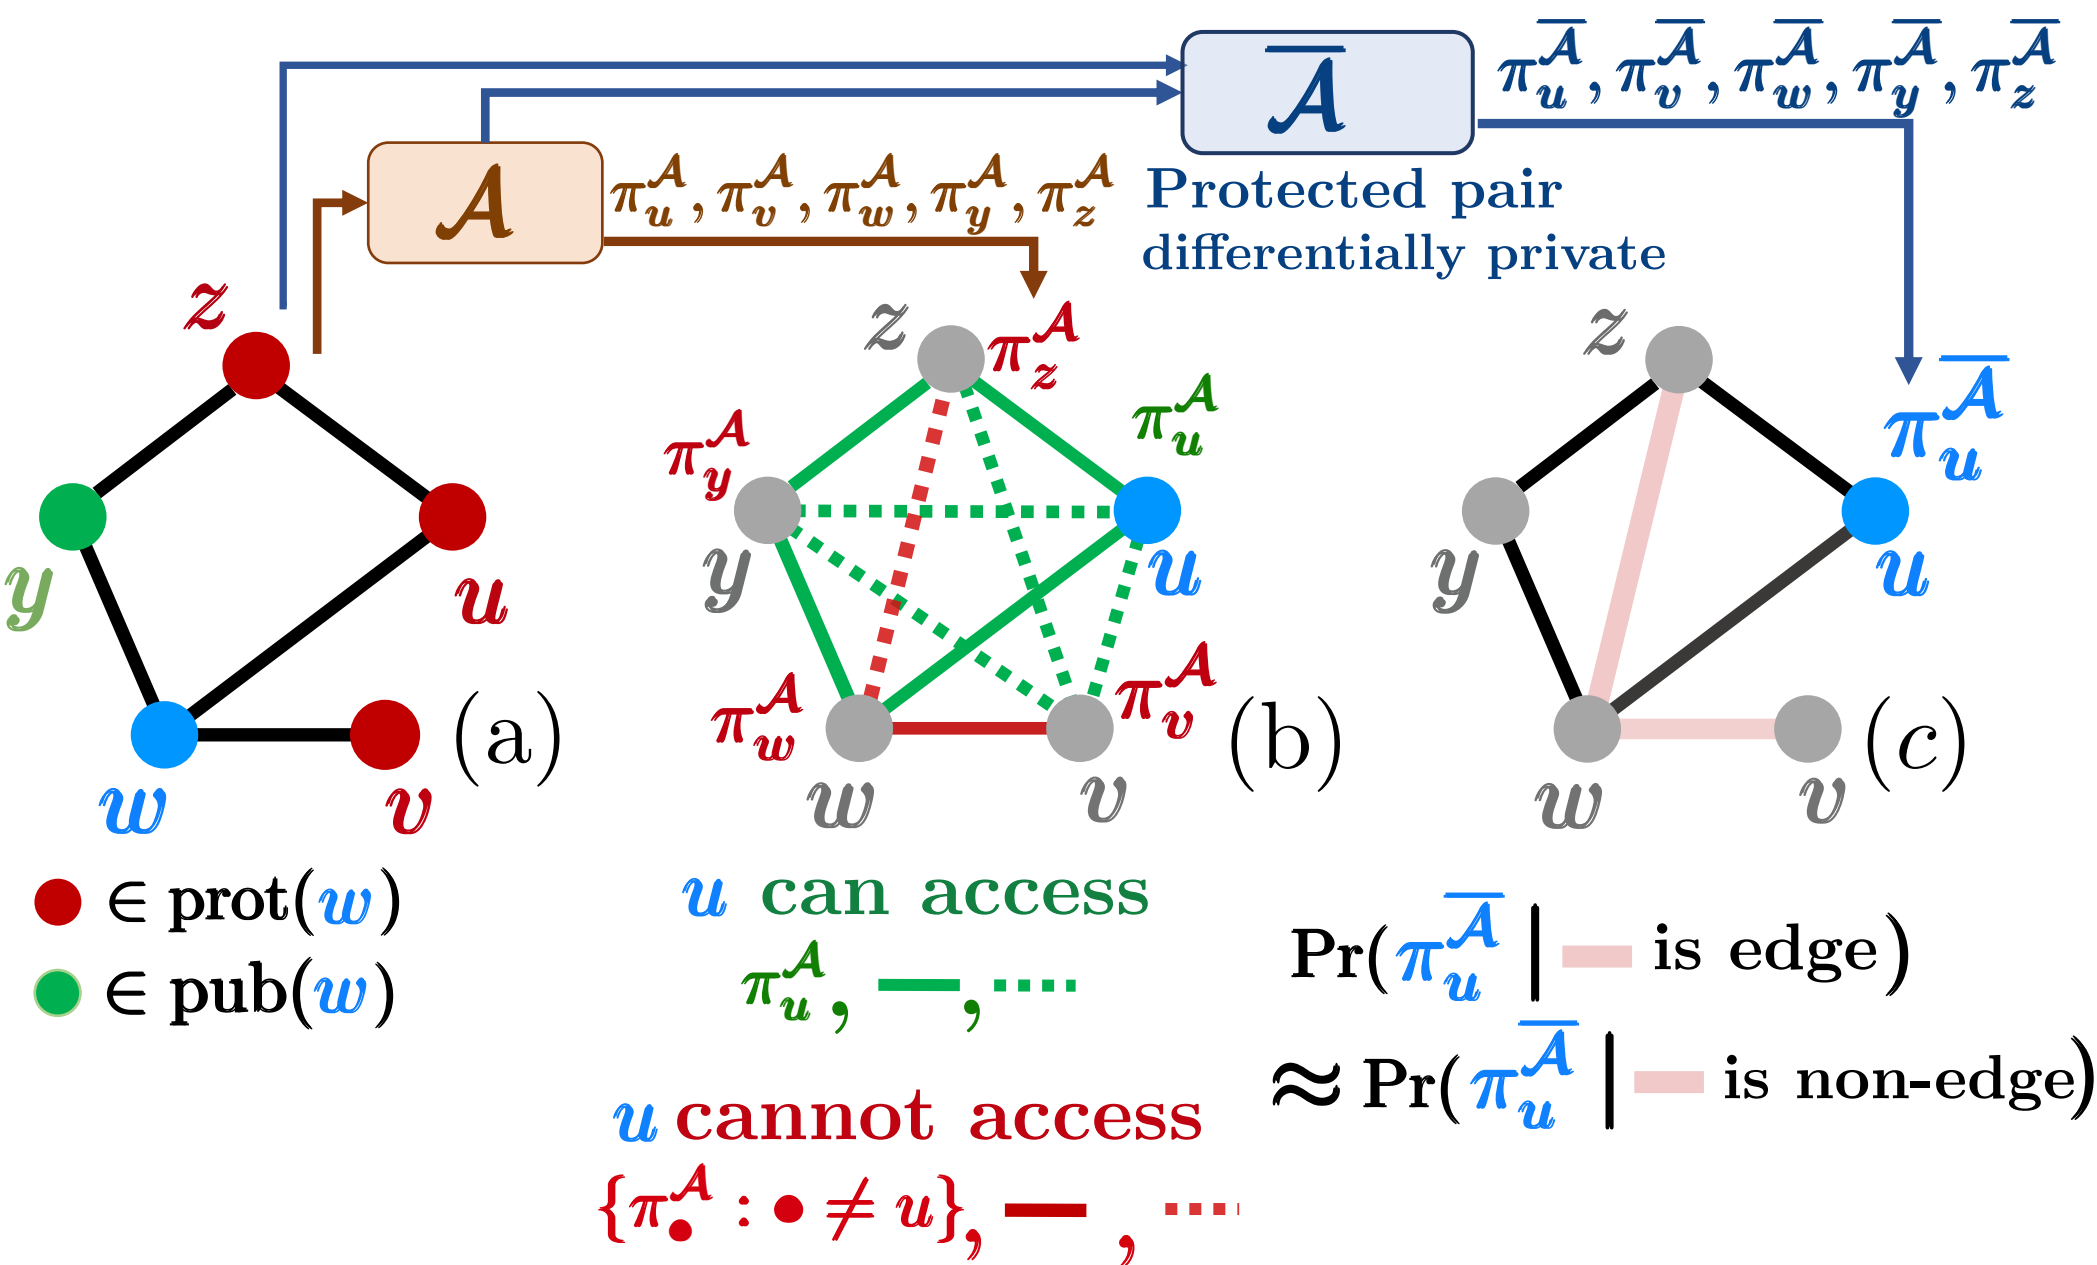 𝒜̅
π_u^𝒜̅, π_v^𝒜̅, π_w^𝒜̅, π_y^𝒜̅, π_z^𝒜̅
𝒜
π_u^𝒜, π_v^𝒜, π_w^𝒜, π_y^𝒜, π_z^𝒜
Protected pair
differentially private
z
y
u
w
v
(a)
z
π_z^𝒜
π_u^𝒜
π_y^𝒜
y
u
π_w^𝒜
π_v^𝒜
w
v
(b)
z
π_u^𝒜̅
y
u
w
v
(c)
∈ prot(w)
∈ pub(w)
u can access
π_u^𝒜, ,
u cannot access
{π_•^𝒜 : • ≠ u}, ,
Pr(π_u^𝒜̅ | is edge)
≈ Pr(π_u^𝒜̅ | is non-edge)